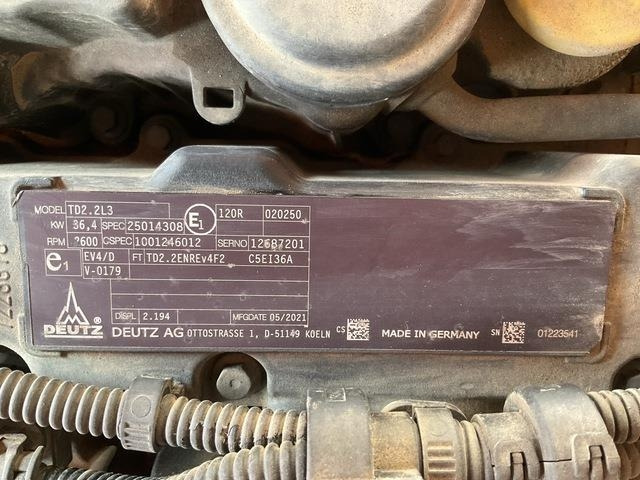 MODEL TD2.2L3
KW 36,4 SPEC 25014308 E1 120R 020250
RPM 2600 CSPEC 1001246012 SERNO 12687201
e1 EV4/D FT TD2.2ENREv4F2 C5EI36A
V-0179
DISPL 2.194 MFGDATE 05/2021
DEUTZ® DEUTZ AG OTTOSTRASSE 1, D-51149 KOELN CS MADE IN GERMANY SN 01223541